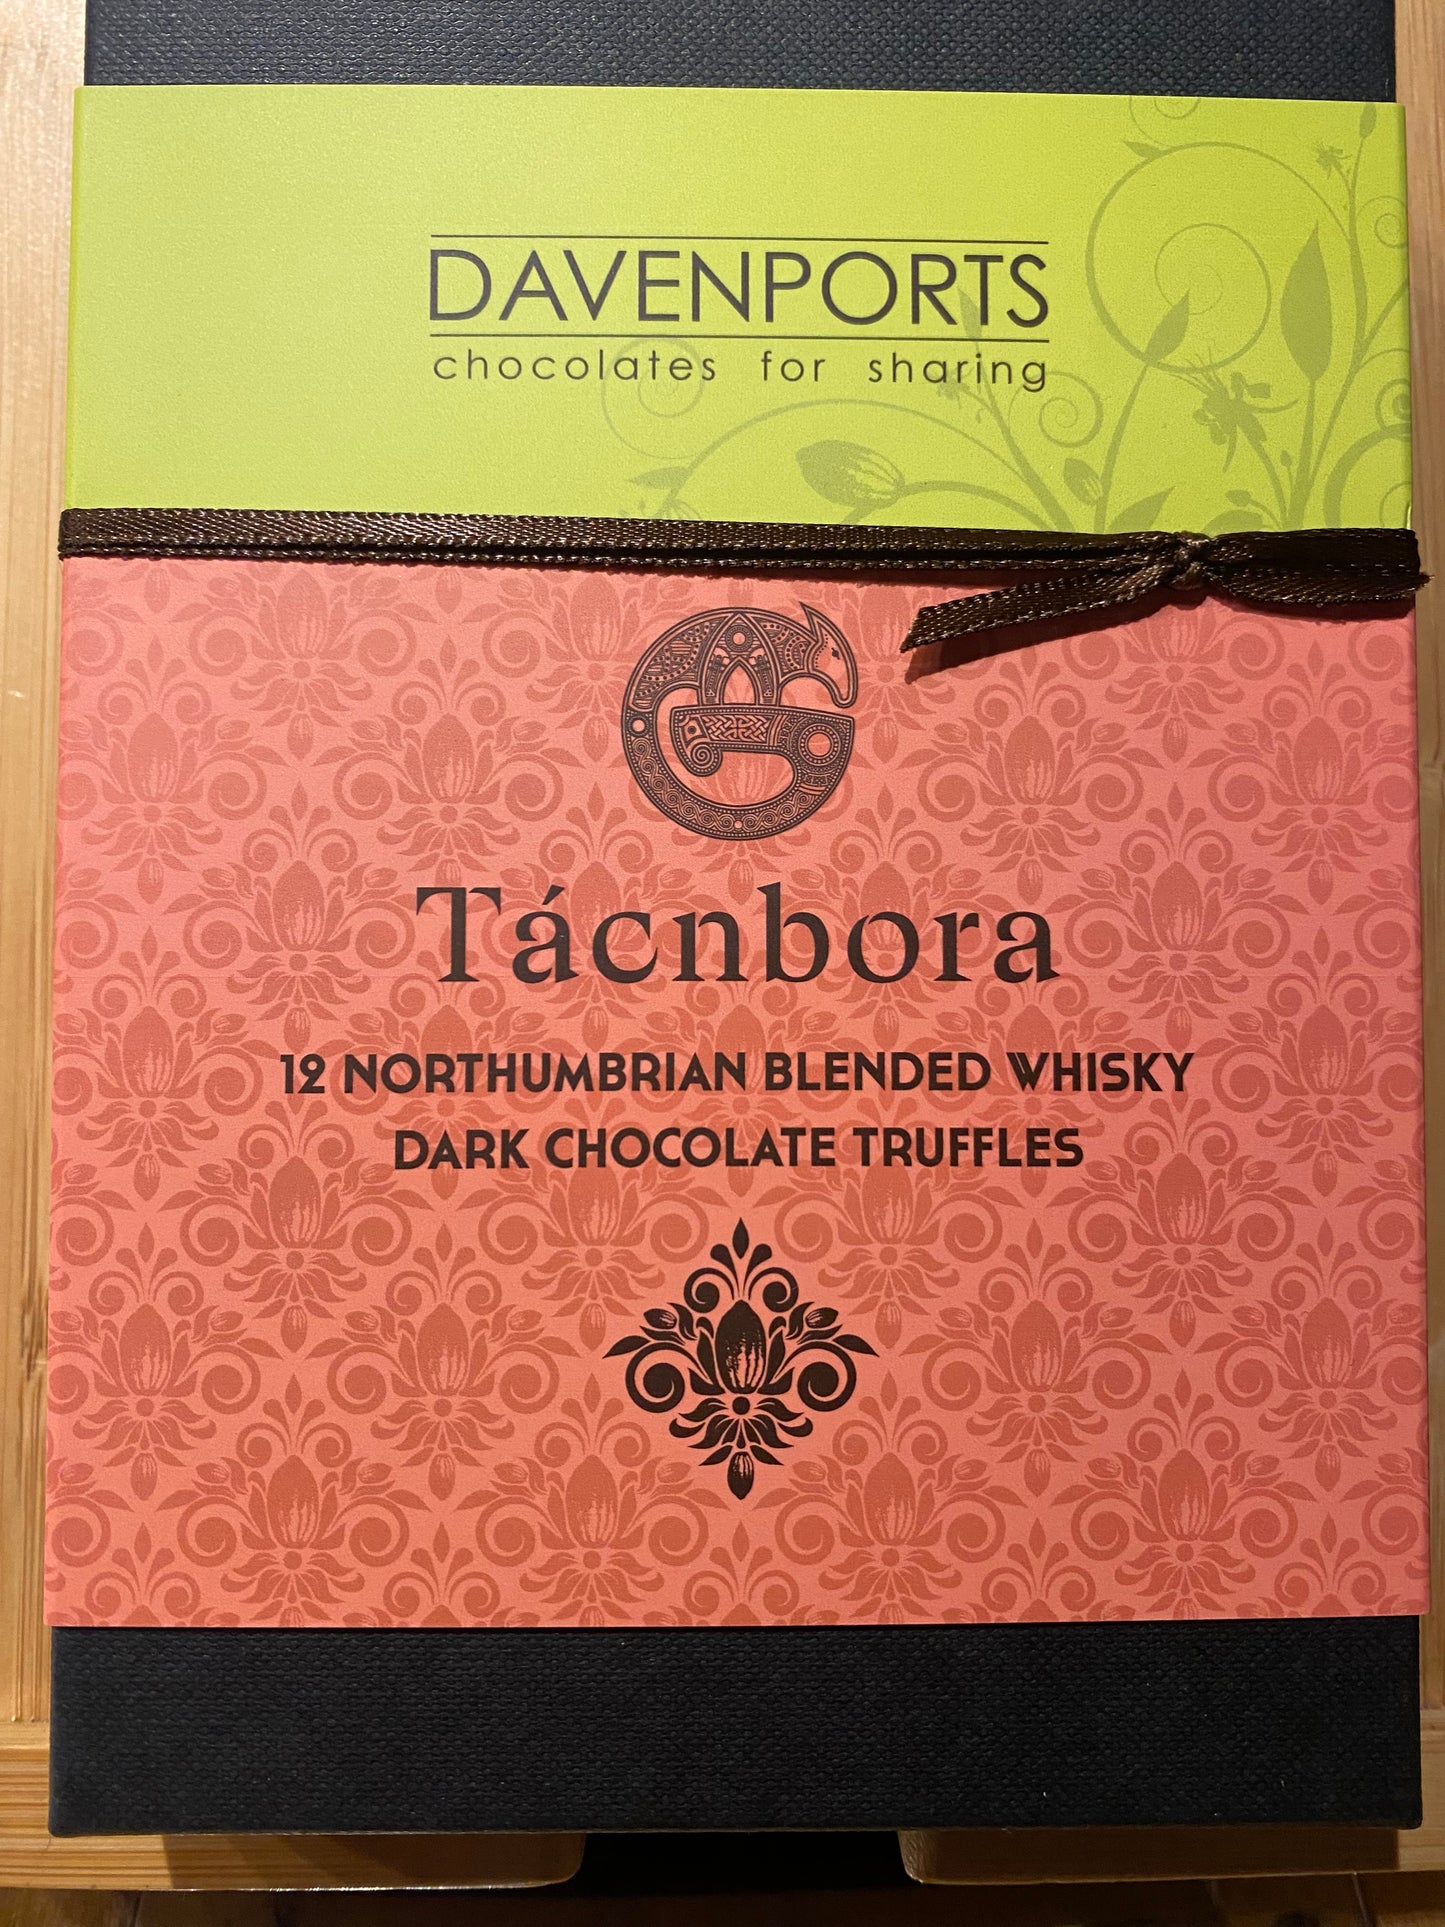 DAVENPORTS
chocolates for sharing
Tácnbora
12 NORTHUMBRIAN BLENDED WHISKY
DARK CHOCOLATE TRUFFLES